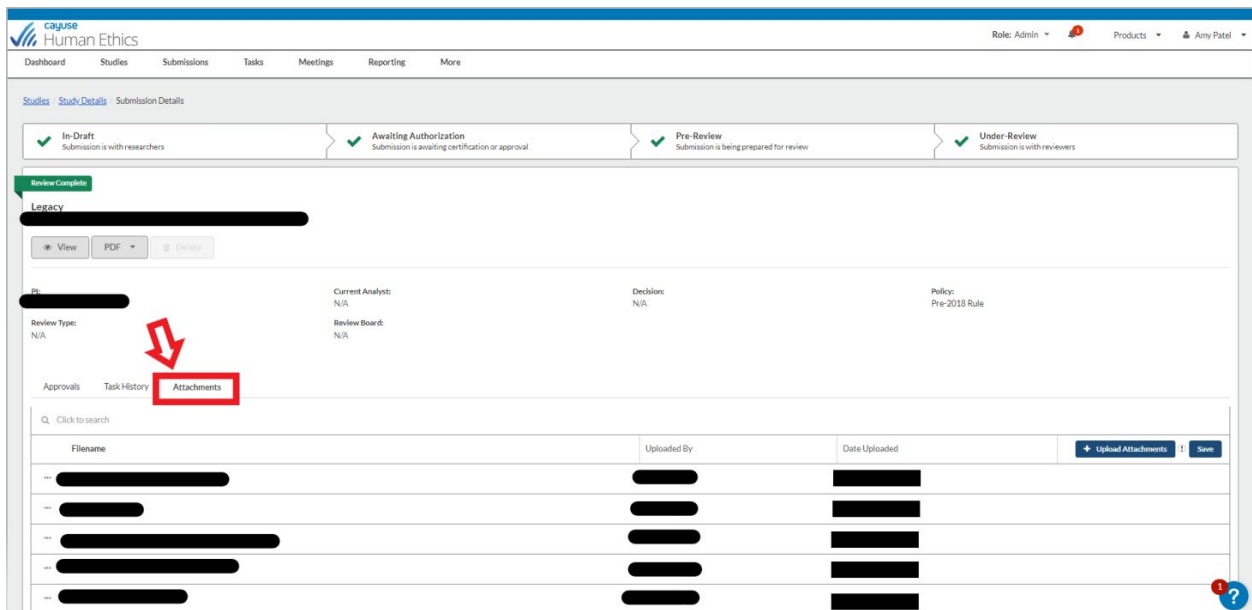 cayuse
Human Ethics
Role: Admin 1 Products Amy Patel
Dashboard Studies Submissions Tasks Meetings Reporting More
Studies / Study Details / Submission Details
In-Draft
Submission is with researchers
Awaiting Authorization
Submission is awaiting certification or approval
Pre-Review
Submission is being prepared for review
Under-Review
Submission is with reviewers
Review Complete
Legacy
View PDF Delete
PI: Current Analyst: Decision: Policy:
N/A N/A Pre-2018 Rule
Review Type: Review Board:
N/A N/A
Approvals Task History Attachments
Click to search
Filename Uploaded By Date Uploaded + Upload Attachments ! Save
...
...
...
...
...
1
?